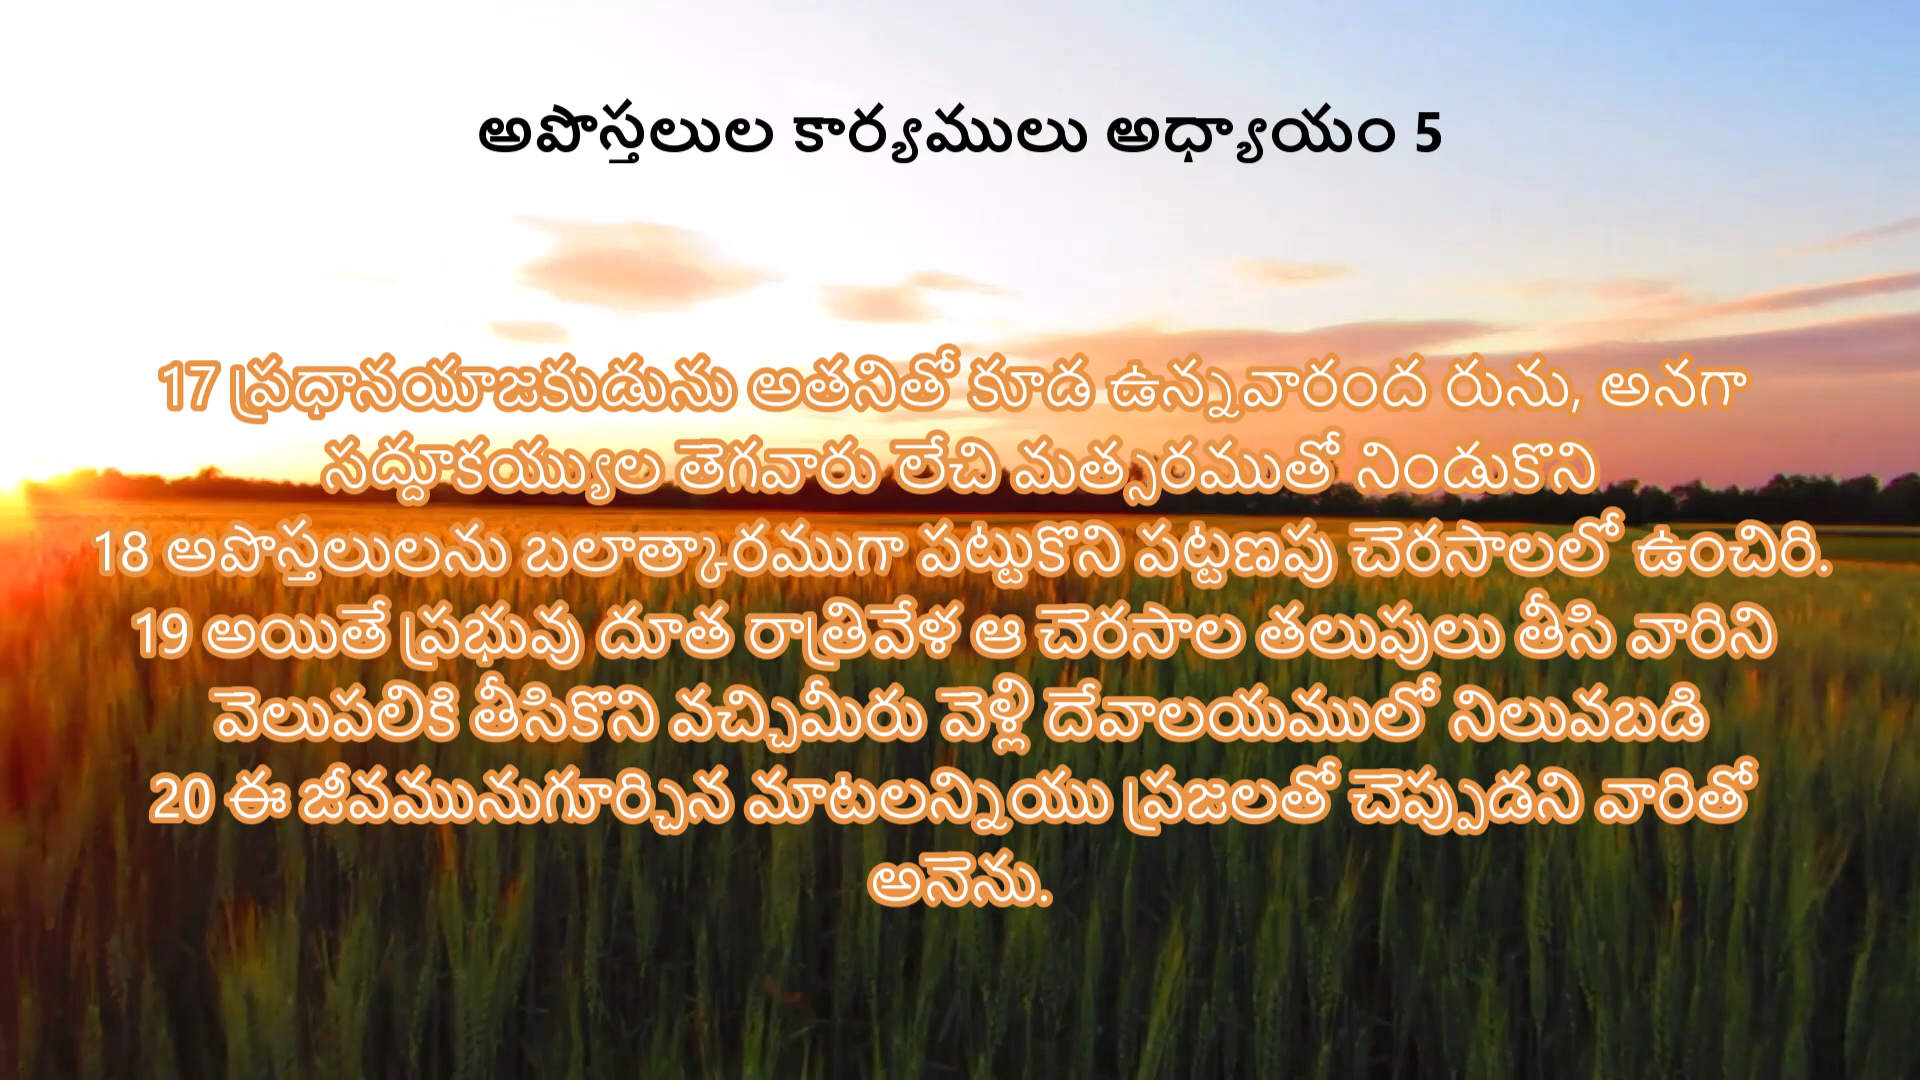 అపొస్తలుల కార్యములు అధ్యాయం 5
17 ప్రధానయాజకుడును అతనితో కూడ ఉన్నవారంద రును, అనగా
సద్దూకయ్యుల తెగవారు లేచి మత్సరముతో నిండుకొని
18 అపొస్తలులను బలాత్కారముగా పట్టుకొని పట్టణపు చెరసాలలో ఉంచిరి.
19 అయితే ప్రభువు దూత రాత్రివేళ ఆ చెరసాల తలుపులు తీసి వారిని
వెలుపలికి తీసికొని వచ్చిమీరు వెళ్లి దేవాలయములో నిలువబడి
20 ఈ జీవమునుగూర్చిన మాటలన్నియు ప్రజలతో చెప్పుడని వారితో
అనెను.